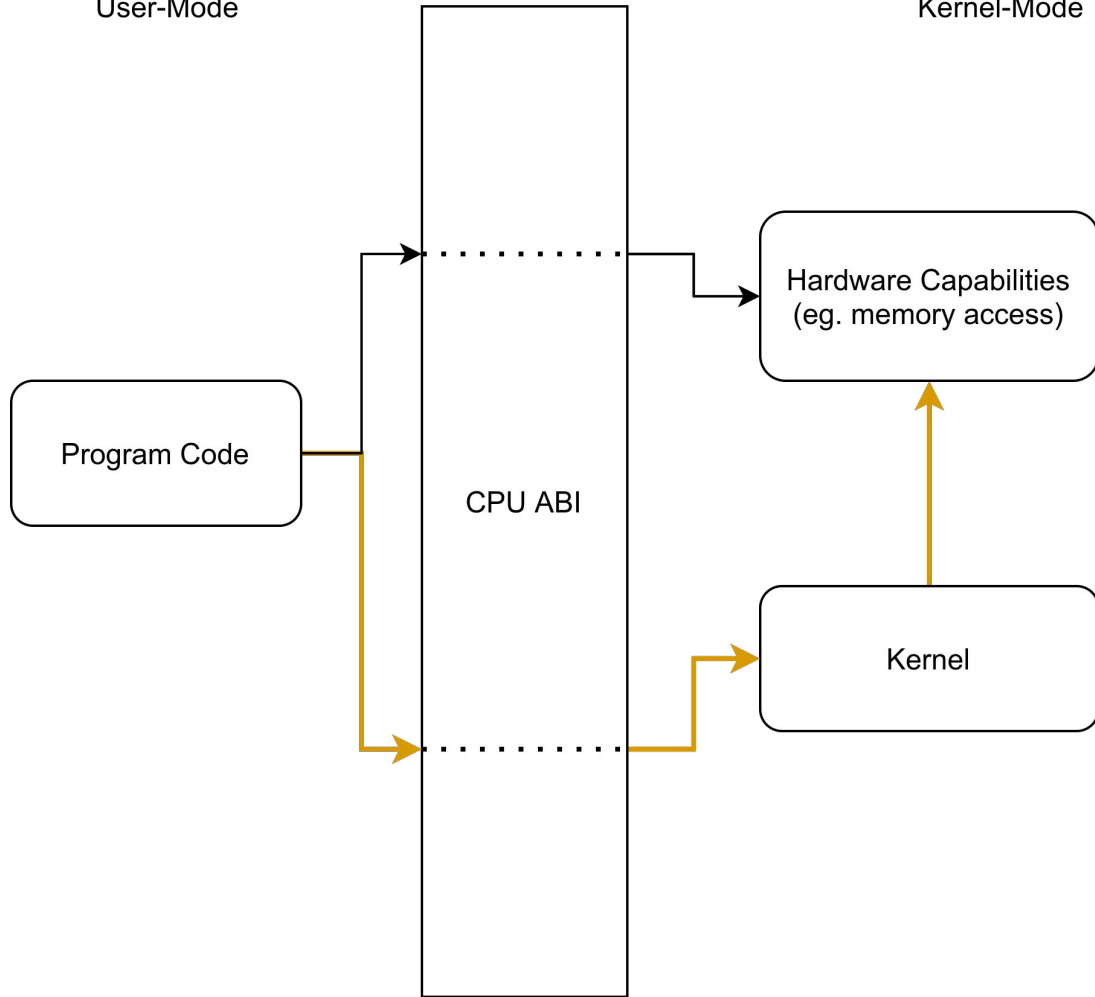 User-Mode
Kernel-Mode
Hardware Capabilities
(eg. memory access)
Program Code
CPU ABI
Kernel